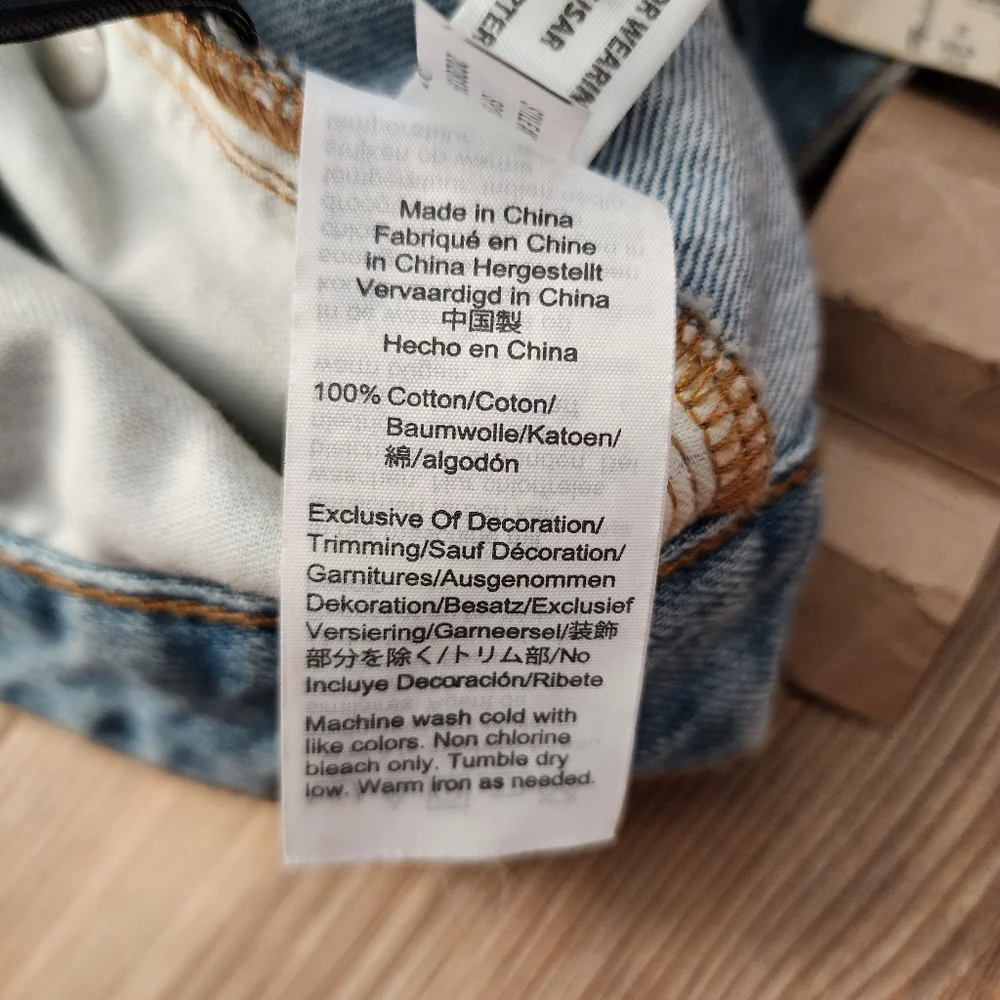 OR WEARIN
USAR
Made in China
Fabriqué en Chine
in China Hergestellt
Vervaardigd in China
中国製
Hecho en China
100% Cotton/Coton/
Baumwolle/Katoen/
綿/algodón
Exclusive Of Decoration/
Trimming/Sauf Décoration/
Garnitures/Ausgenommen
Dekoration/Besatz/Exclusief
Versiering/Garneersel/装飾
部分を除く/トリム部/No
Incluye Decoración/Ribete
Machine wash cold with
like colors. Non chlorine
bleach only. Tumble dry
low. Warm iron as needed.